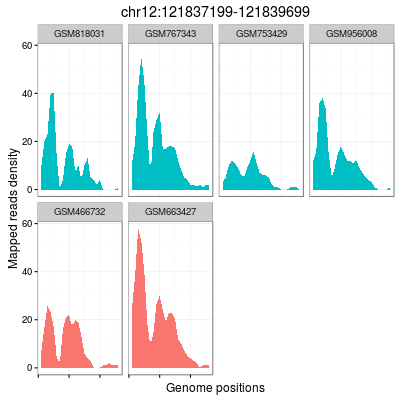 chr12:121837199-121839699
GSM818031 GSM767343 GSM753429 GSM956008
60
40
20
0
GSM466732 GSM663427
60
40
20
0
Mapped reads density
Genome positions